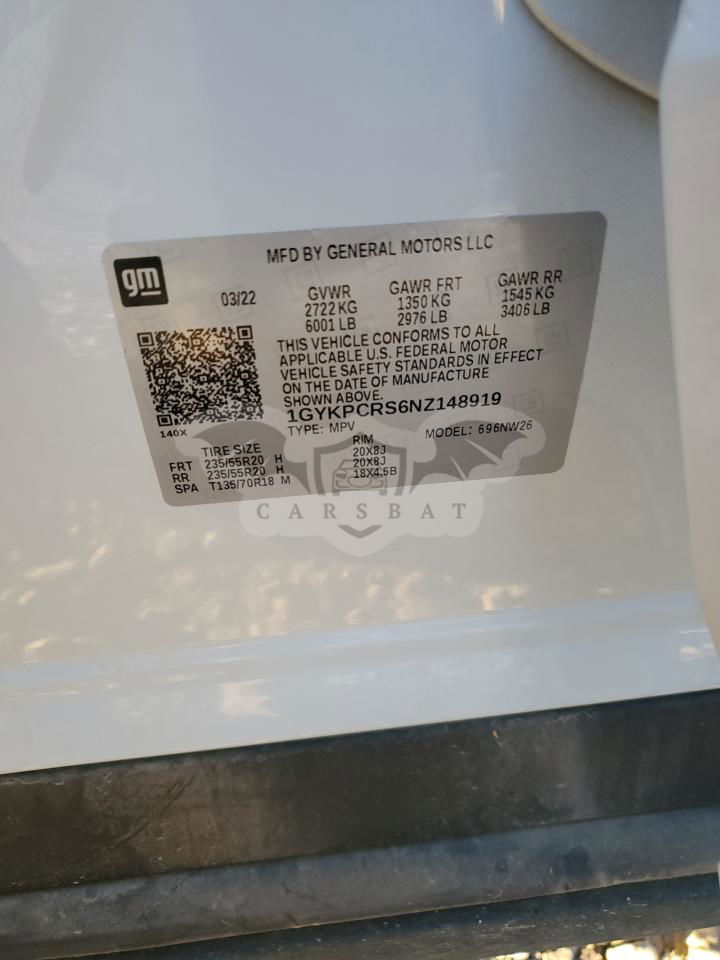 gm
MFD BY GENERAL MOTORS LLC
03/22
GVWR GAWR FRT GAWR RR
2722 KG 1350 KG 1545 KG
6001 LB 2976 LB 3406 LB
THIS VEHICLE CONFORMS TO ALL
APPLICABLE U.S. FEDERAL MOTOR
VEHICLE SAFETY STANDARDS IN EFFECT
ON THE DATE OF MANUFACTURE
SHOWN ABOVE.
1GYKPCRS6NZ148919
140X
TYPE: MPV MODEL: 696NW26
TIRE SIZE RIM
FRT 235/55R20 H 20X8J
RR 235/55R20 H 20X8J
SPA T135/70R18 M 18X4.5B
CARSBAT